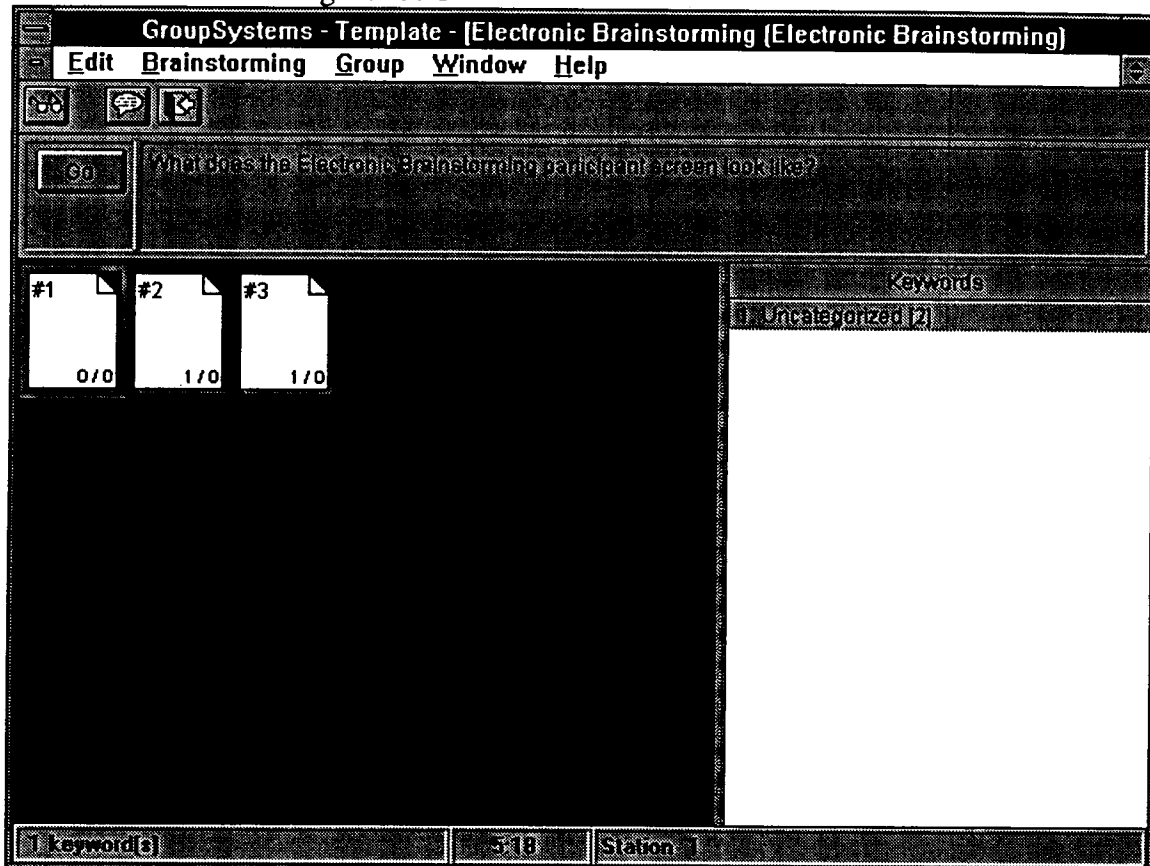 GroupSystems - Template - [Electronic Brainstorming (Electronic Brainstorming)
Edit Brainstorming Group Window Help
Go
What does the Electronic Brainstorming participant screen look like?
#1 #2 #3
0/0 1/0 1/0
Keywords
1. Uncategorized [2]
1 keyword(s) 5:18 Station